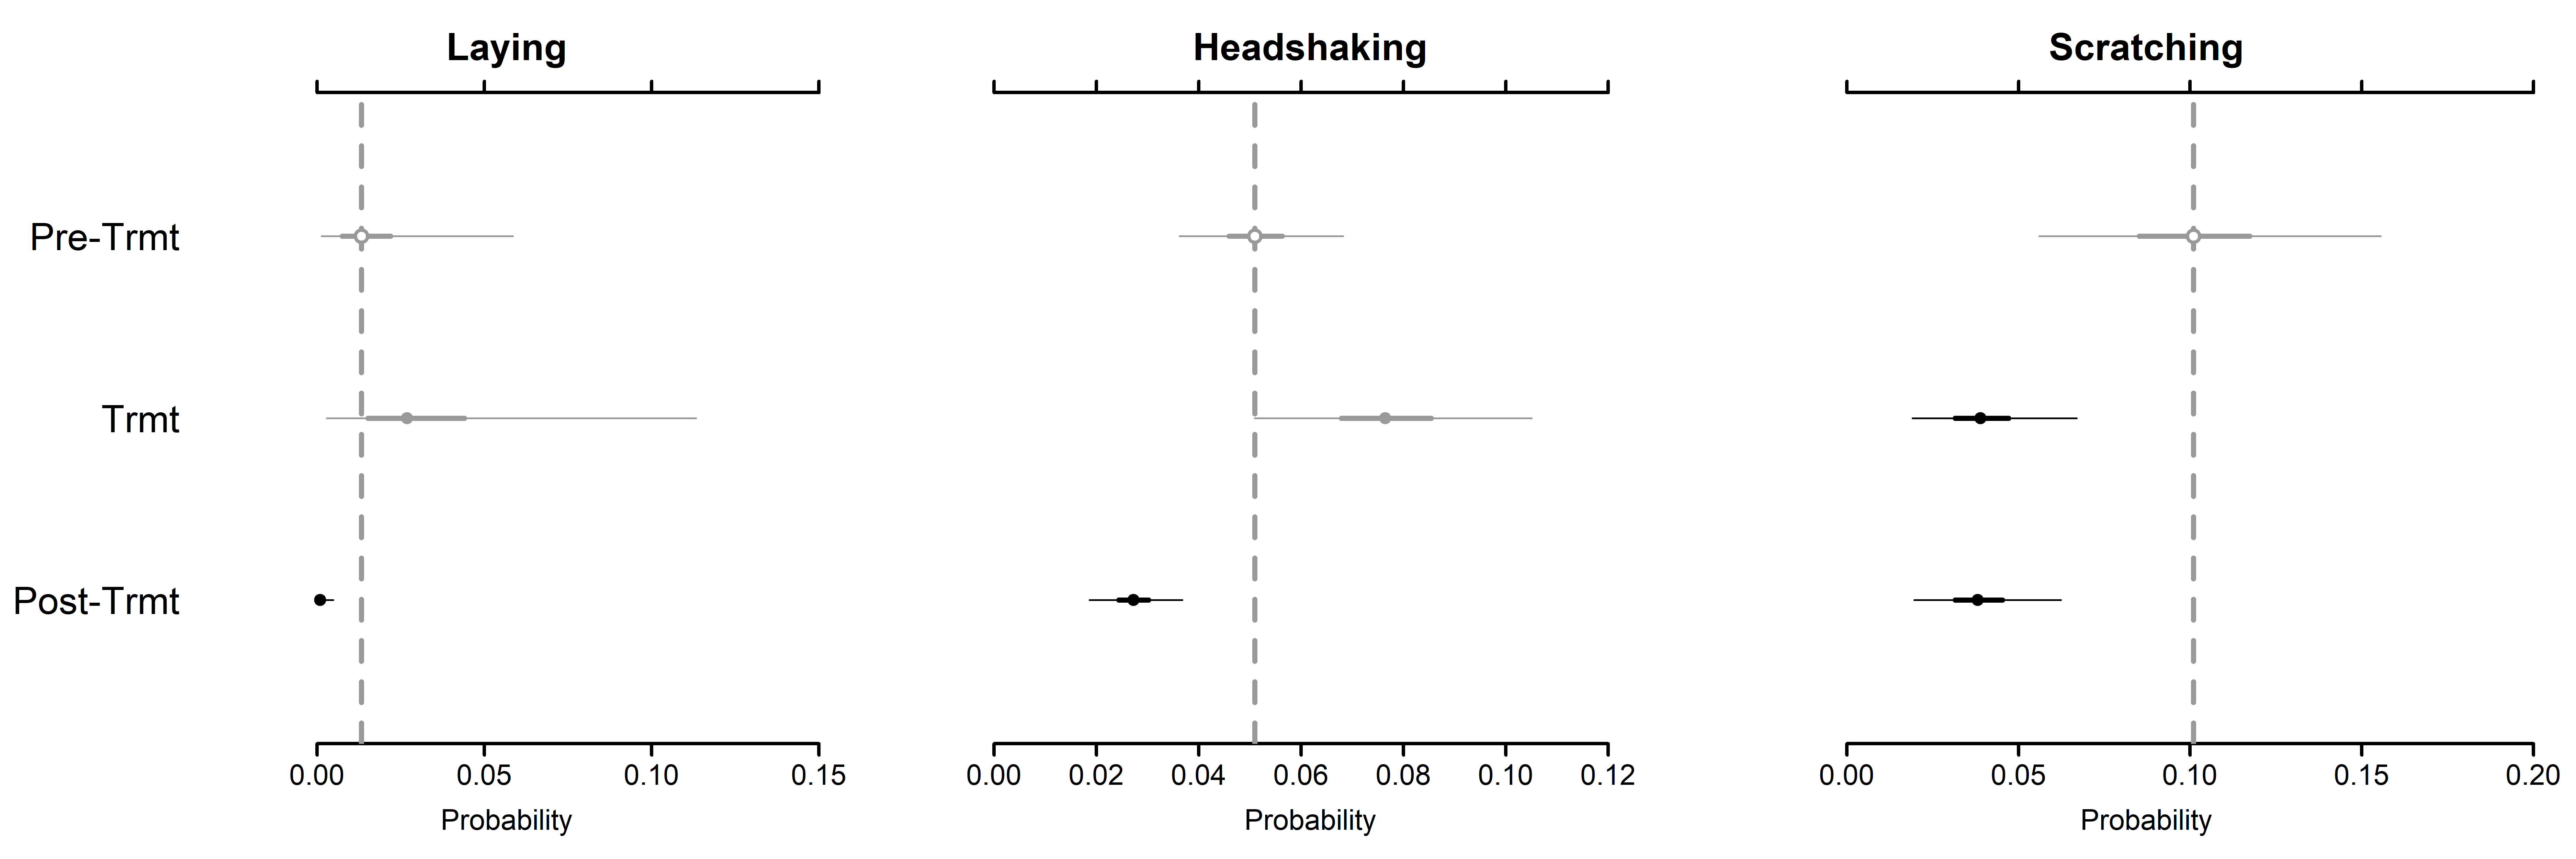 Laying Headshaking Scratching
Pre-Trmt
Trmt
Post-Trmt
0.00 0.05 0.10 0.15 0.00 0.02 0.04 0.06 0.08 0.10 0.12 0.00 0.05 0.10 0.15 0.20
Probability Probability Probability